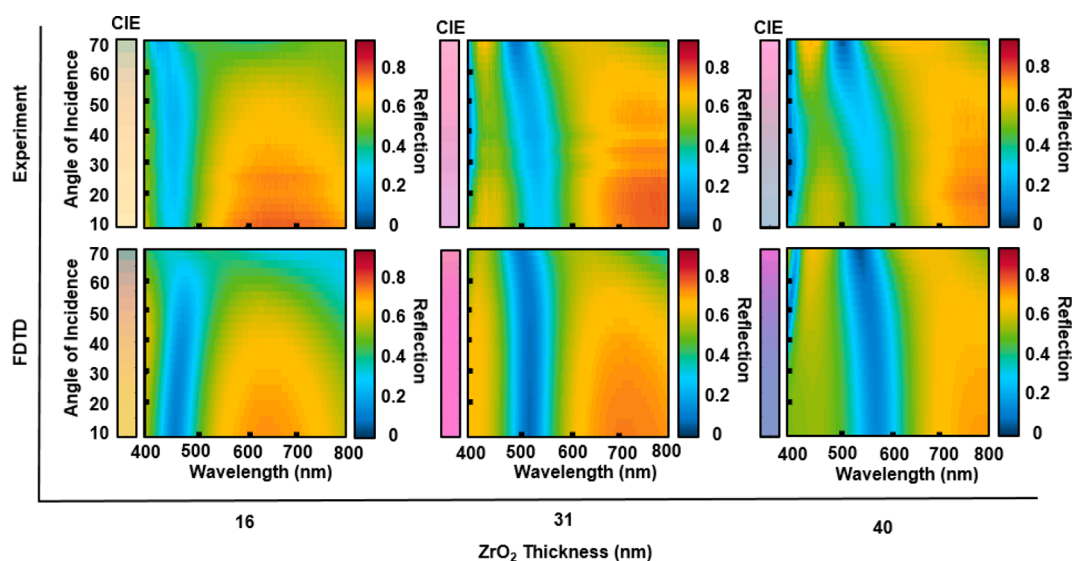 CIE
CIE
CIE
Experiment
Angle of Incidence
70
60
50
40
30
20
10
0.8
0.6
0.4
0.2
0
Reflection
0.8
0.6
0.4
0.2
0
Reflection
0.8
0.6
0.4
0.2
0
Reflection
FDTD
Angle of Incidence
70
60
50
40
30
20
10
0.8
0.6
0.4
0.2
0
Reflection
0.8
0.6
0.4
0.2
0
Reflection
0.8
0.6
0.4
0.2
0
Reflection
400 500 600 700 800
400 500 600 700 800
400 500 600 700 800
Wavelength (nm)
Wavelength (nm)
Wavelength (nm)
16 31 40
ZrO₂ Thickness (nm)